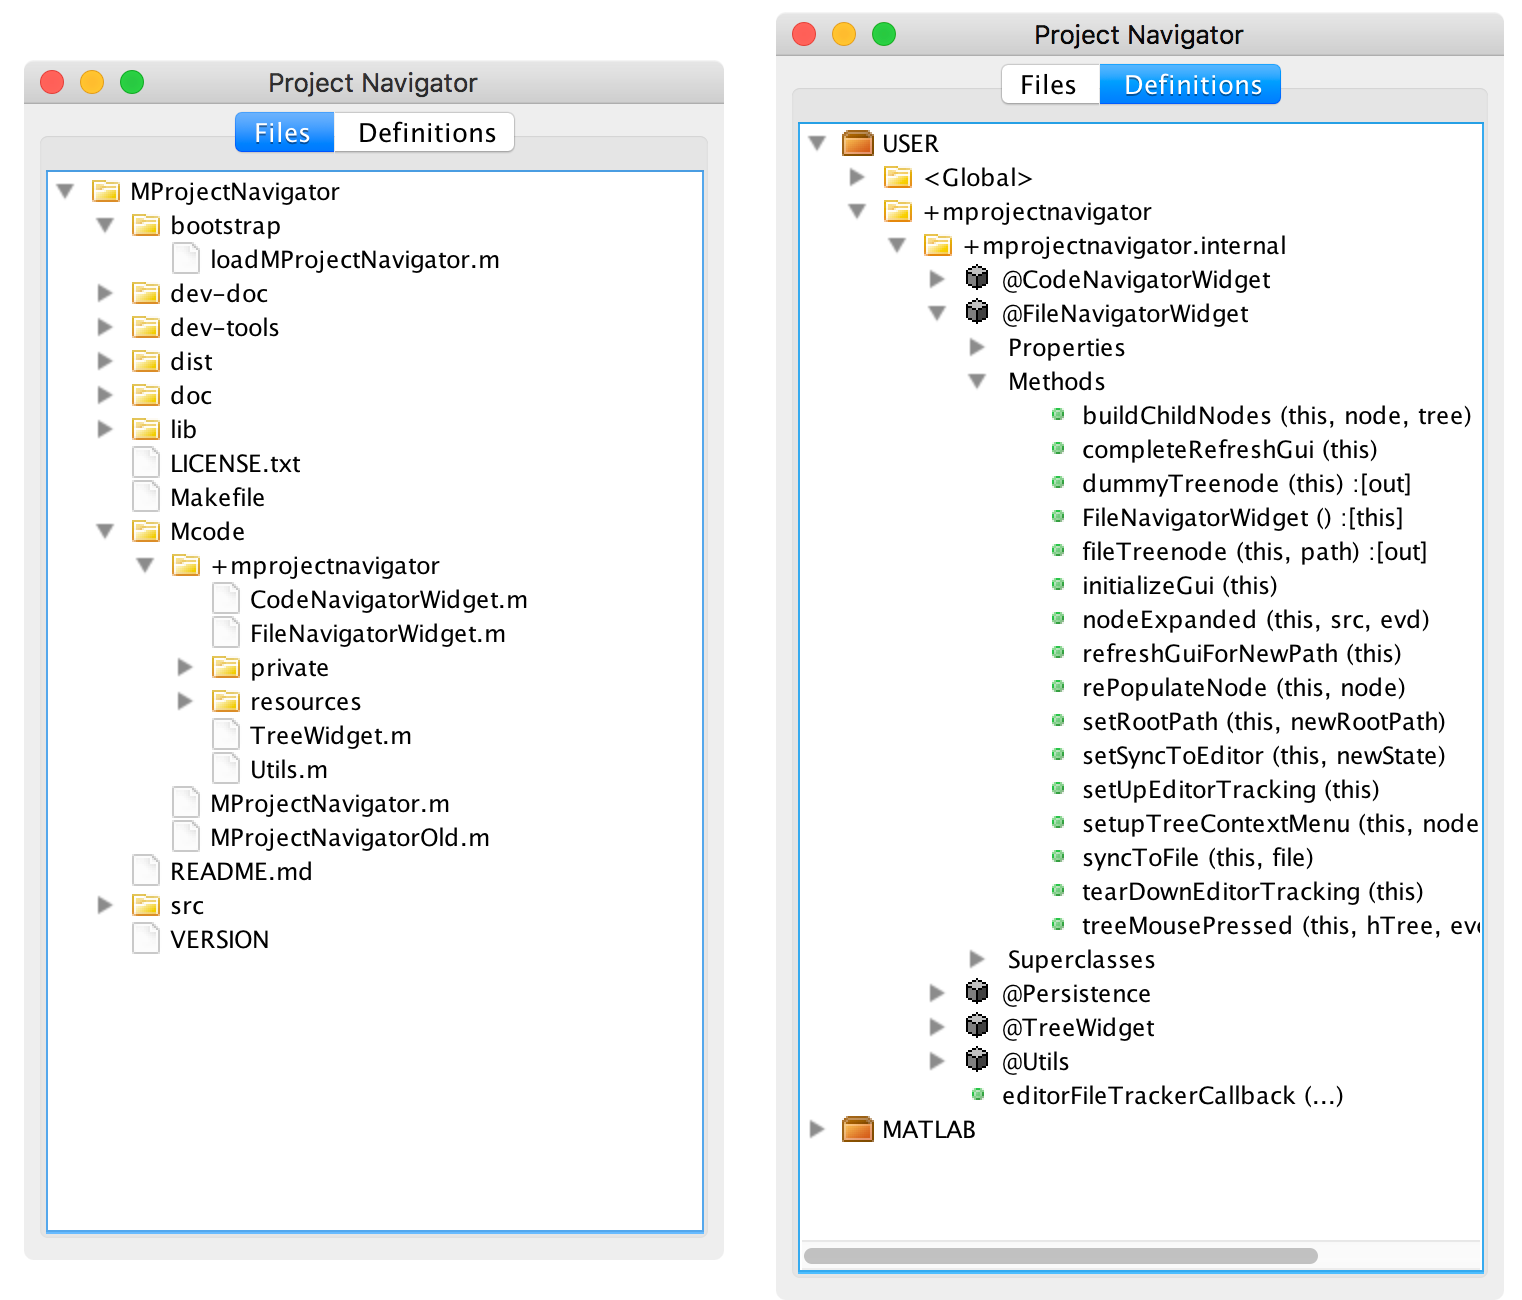 Project Navigator
Files
Definitions
MProjectNavigator
bootstrap
loadMProjectNavigator.m
dev-doc
dev-tools
dist
doc
lib
LICENSE.txt
Makefile
Mcode
+mprojectnavigator
CodeNavigatorWidget.m
FileNavigatorWidget.m
private
resources
TreeWidget.m
Utils.m
MProjectNavigator.m
MProjectNavigatorOld.m
README.md
src
VERSION
Project Navigator
Files
Definitions
USER
<Global>
+mprojectnavigator
+mprojectnavigator.internal
@CodeNavigatorWidget
@FileNavigatorWidget
Properties
Methods
buildChildNodes (this, node, tree)
completeRefreshGui (this)
dummyTreenode (this) :[out]
FileNavigatorWidget () :[this]
fileTreenode (this, path) :[out]
initializeGui (this)
nodeExpanded (this, src, evd)
refreshGuiForNewPath (this)
rePopulateNode (this, node)
setRootPath (this, newRootPath)
setSyncToEditor (this, newState)
setUpEditorTracking (this)
setupTreeContextMenu (this, node
syncToFile (this, file)
tearDownEditorTracking (this)
treeMousePressed (this, hTree,
Superclasses
@Persistence
@TreeWidget
@Utils
editorFileTrackerCallback (...)
MATLAB